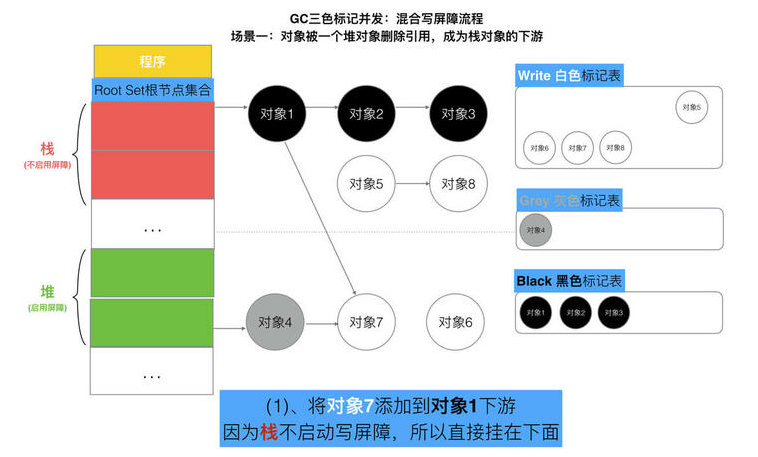 GC三色标记并发：混合写屏障流程
场景一：对象被一个堆对象删除引用，成为栈对象的下游
程序
Root Set根节点集合
栈
(不启用屏障)
...
堆
(启用屏障)
...
对象1
对象2
对象3
对象5
对象8
对象4
对象7
对象6
Write 白色标记表
对象5
对象6
对象7
对象8
Grey 灰色标记表
对象4
Black 黑色标记表
对象1
对象2
对象3
(1)、将对象7添加到对象1下游
因为栈不启动写屏障，所以直接挂在下面